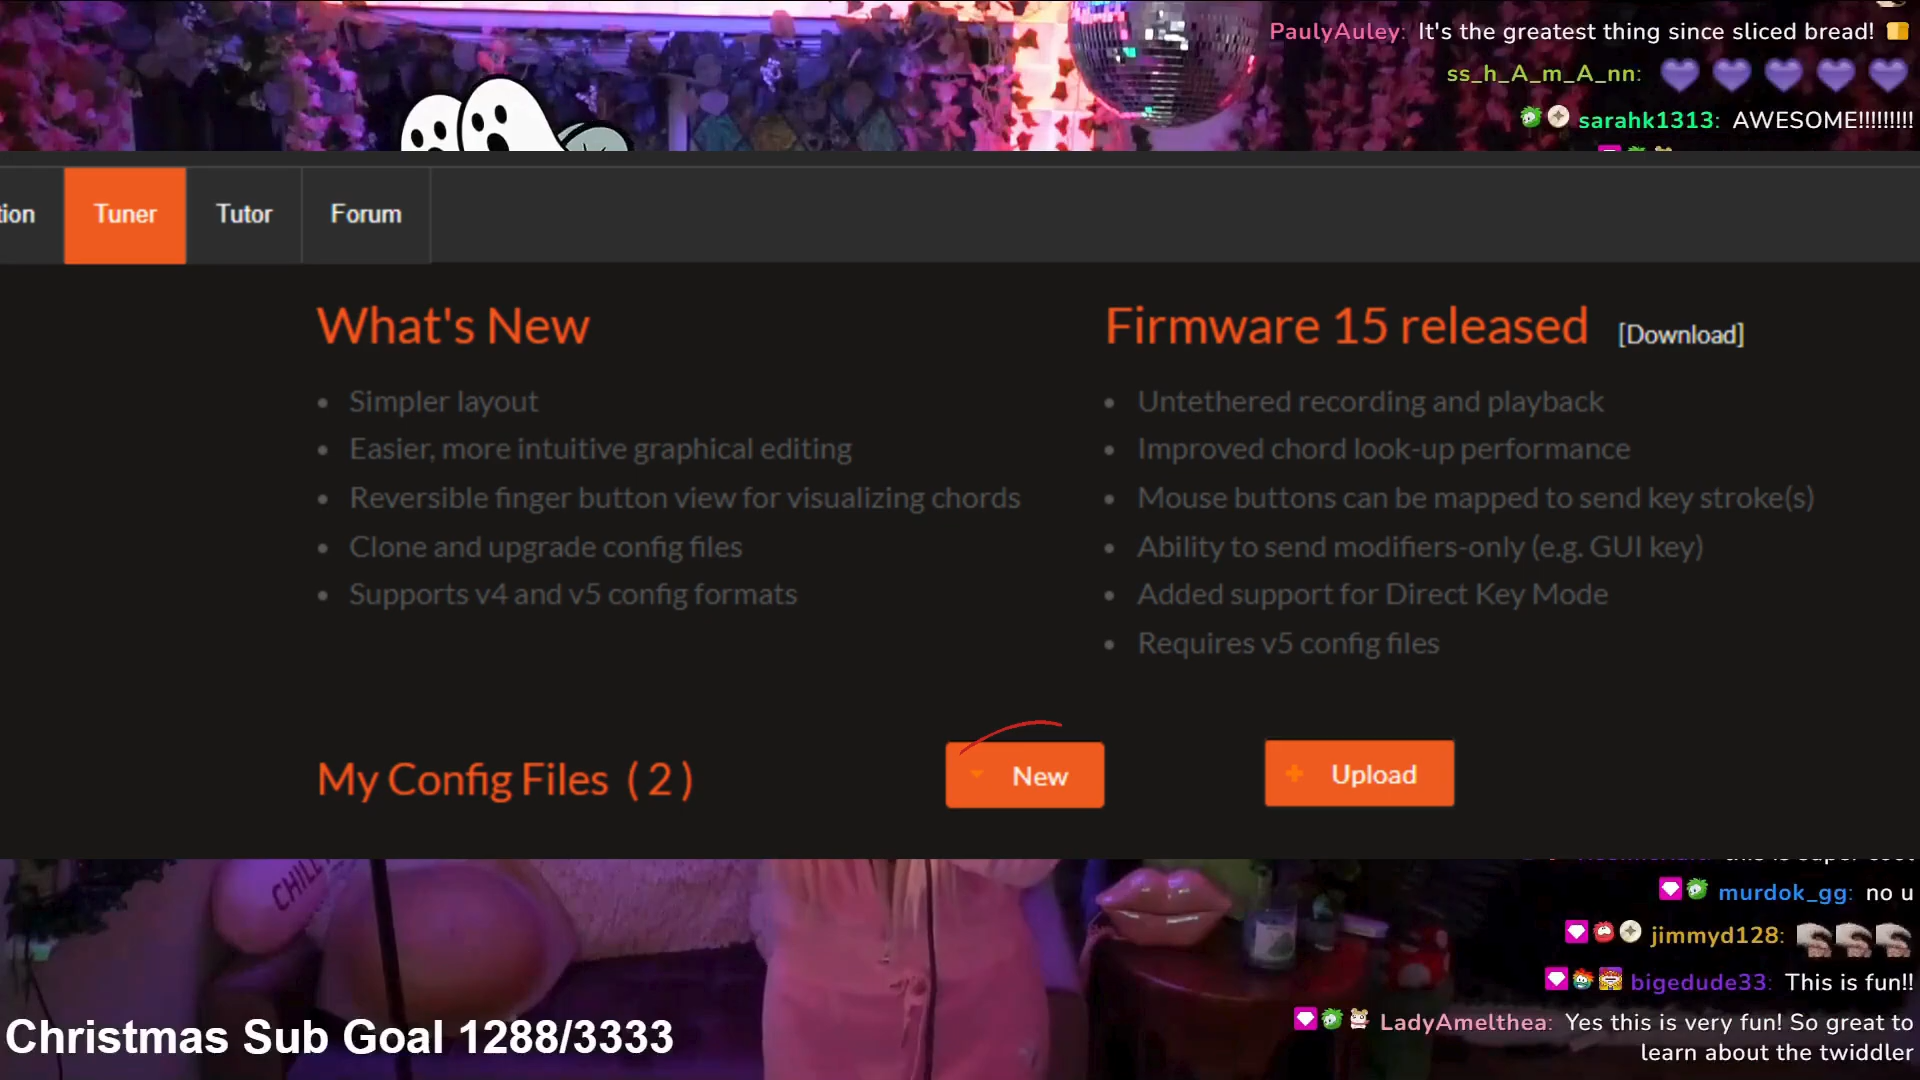 PaulyAuley: It's the greatest thing since sliced bread!
ss_h_A_m_A_nn:
sarahk1313: AWESOME!!!!!!!!!
tion Tuner Tutor Forum
What's New
Simpler layout
Easier, more intuitive graphical editing
Reversible finger button view for visualizing chords
Clone and upgrade config files
Supports v4 and v5 config formats
Firmware 15 released [Download]
Untethered recording and playback
Improved chord look-up performance
Mouse buttons can be mapped to send key stroke(s)
Ability to send modifiers-only (e.g. GUI key)
Added support for Direct Key Mode
Requires v5 config files
My Config Files ( 2 )
New
Upload
CHILL
murdok_gg: no u
jimmyd128:
bigedude33: This is fun!!
LadyAmelthea: Yes this is very fun! So great to
learn about the twiddler
Christmas Sub Goal 1288/3333